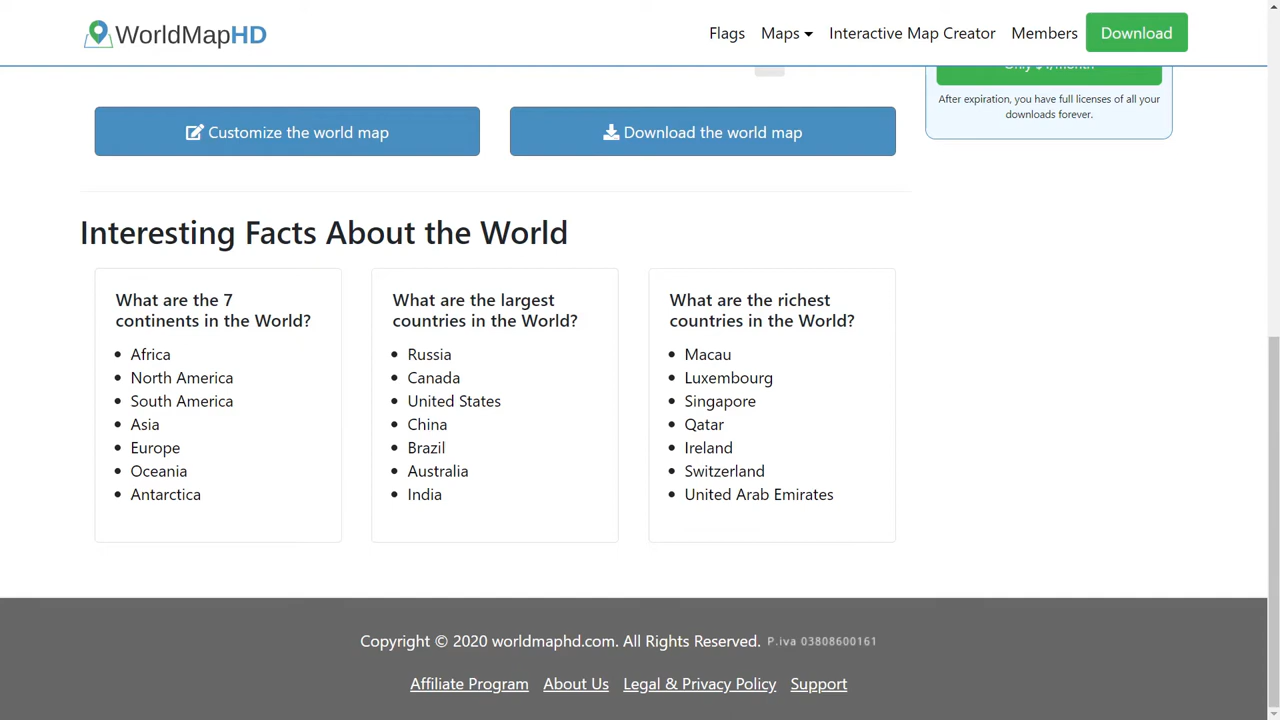 WorldMapHD
Flags Maps Interactive Map Creator Members Download
Only $1/month
After expiration, you have full licenses of all your
downloads forever.
Customize the world map
Download the world map
Interesting Facts About the World
What are the 7
continents in the World?
Africa
North America
South America
Asia
Europe
Oceania
Antarctica
What are the largest
countries in the World?
Russia
Canada
United States
China
Brazil
Australia
India
What are the richest
countries in the World?
Macau
Luxembourg
Singapore
Qatar
Ireland
Switzerland
United Arab Emirates
Copyright © 2020 worldmaphd.com. All Rights Reserved. P.iva 03808600161
Affiliate Program About Us Legal & Privacy Policy Support